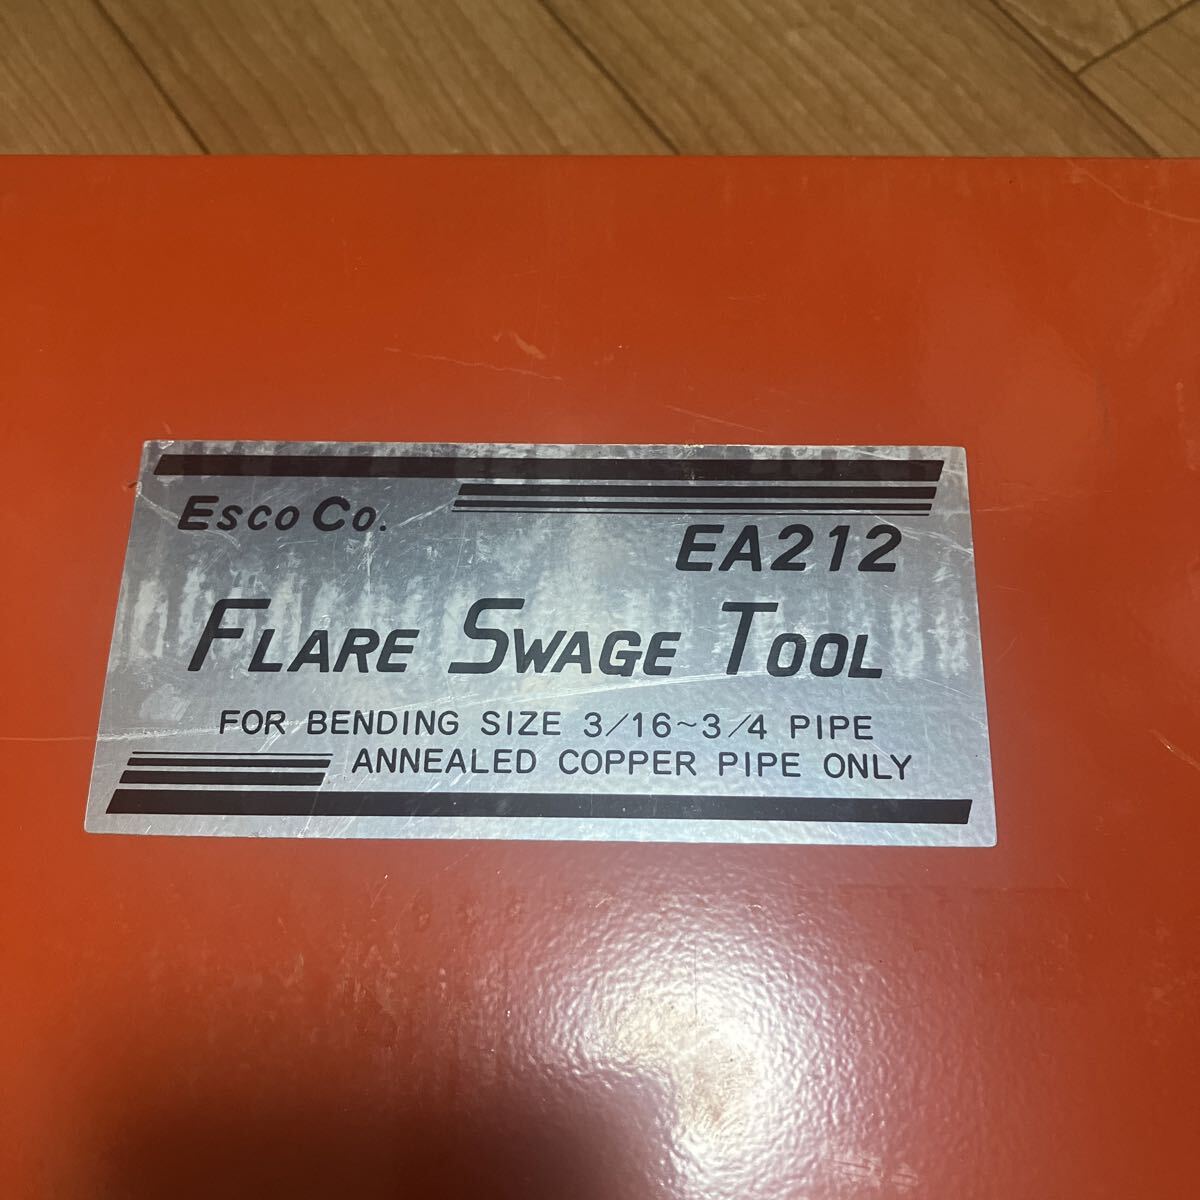 Esco Co.
EA212
FLARE SWAGE TOOL
FOR BENDING SIZE 3/16~3/4 PIPE
ANNEALED COPPER PIPE ONLY